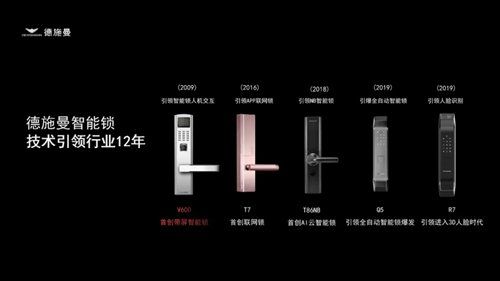 德施曼
德施曼智能锁
技术引领行业12年
（2009）
引领智能锁人机交互
W600
首创带屏智能锁
（2016）
引领APP联网锁
T7
首创联网锁
（2018）
引领NB智能锁
T86NB
首创AI云智能锁
（2019）
引爆全自动智能锁
Q5
引领全自动智能锁爆发
（2019）
引领人脸识别
R7
引领进入3D人脸时代